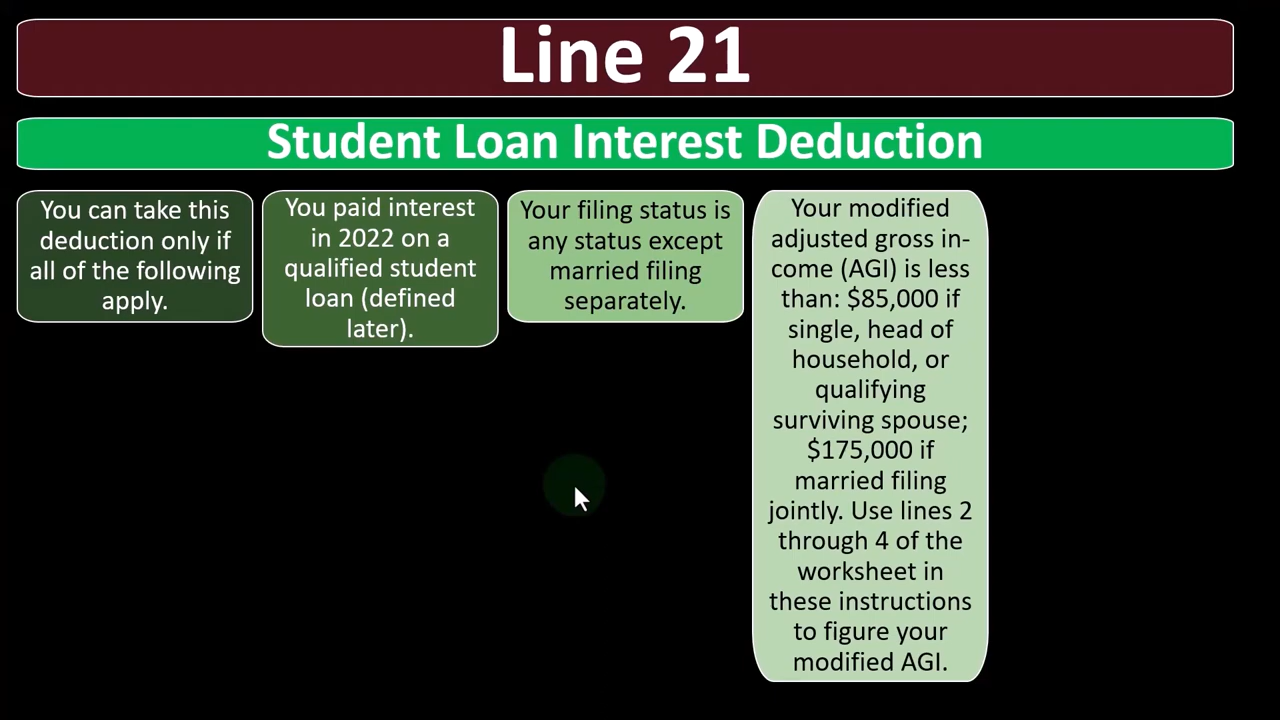 Line 21
Student Loan Interest Deduction
You can take this
deduction only if
all of the following
apply.
You paid interest
in 2022 on a
qualified student
loan (defined
later).
Your filing status is
any status except
married filing
separately.
Your modified
adjusted gross in-
come (AGI) is less
than: $85,000 if
single, head of
household, or
qualifying
surviving spouse;
$175,000 if
married filing
jointly. Use lines 2
through 4 of the
worksheet in
these instructions
to figure your
modified AGI.